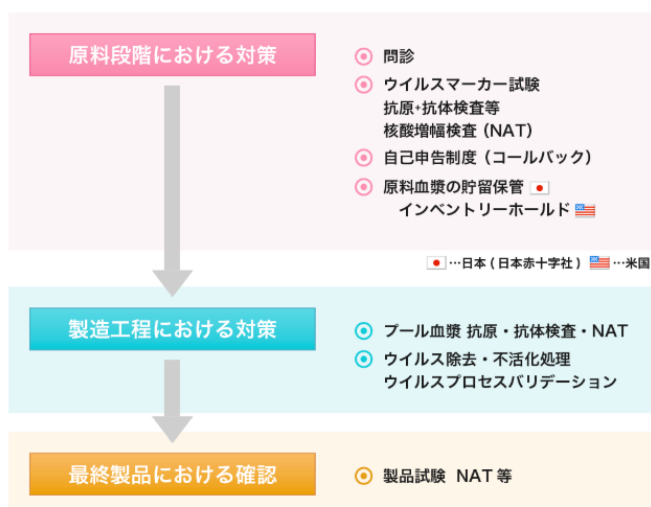 原料段階における対策
問診
ウイルスマーカー試験
抗原・抗体検査等
核酸増幅検査(NAT)
自己申告制度(コールバック)
原料血漿の貯留保管
インベントリーホールド
…日本(日本赤十字社) …米国
製造工程における対策
プール血漿 抗原・抗体検査・NAT
ウイルス除去・不活化処理
ウイルスプロセスバリデーション
最終製品における確認
製品試験 NAT 等